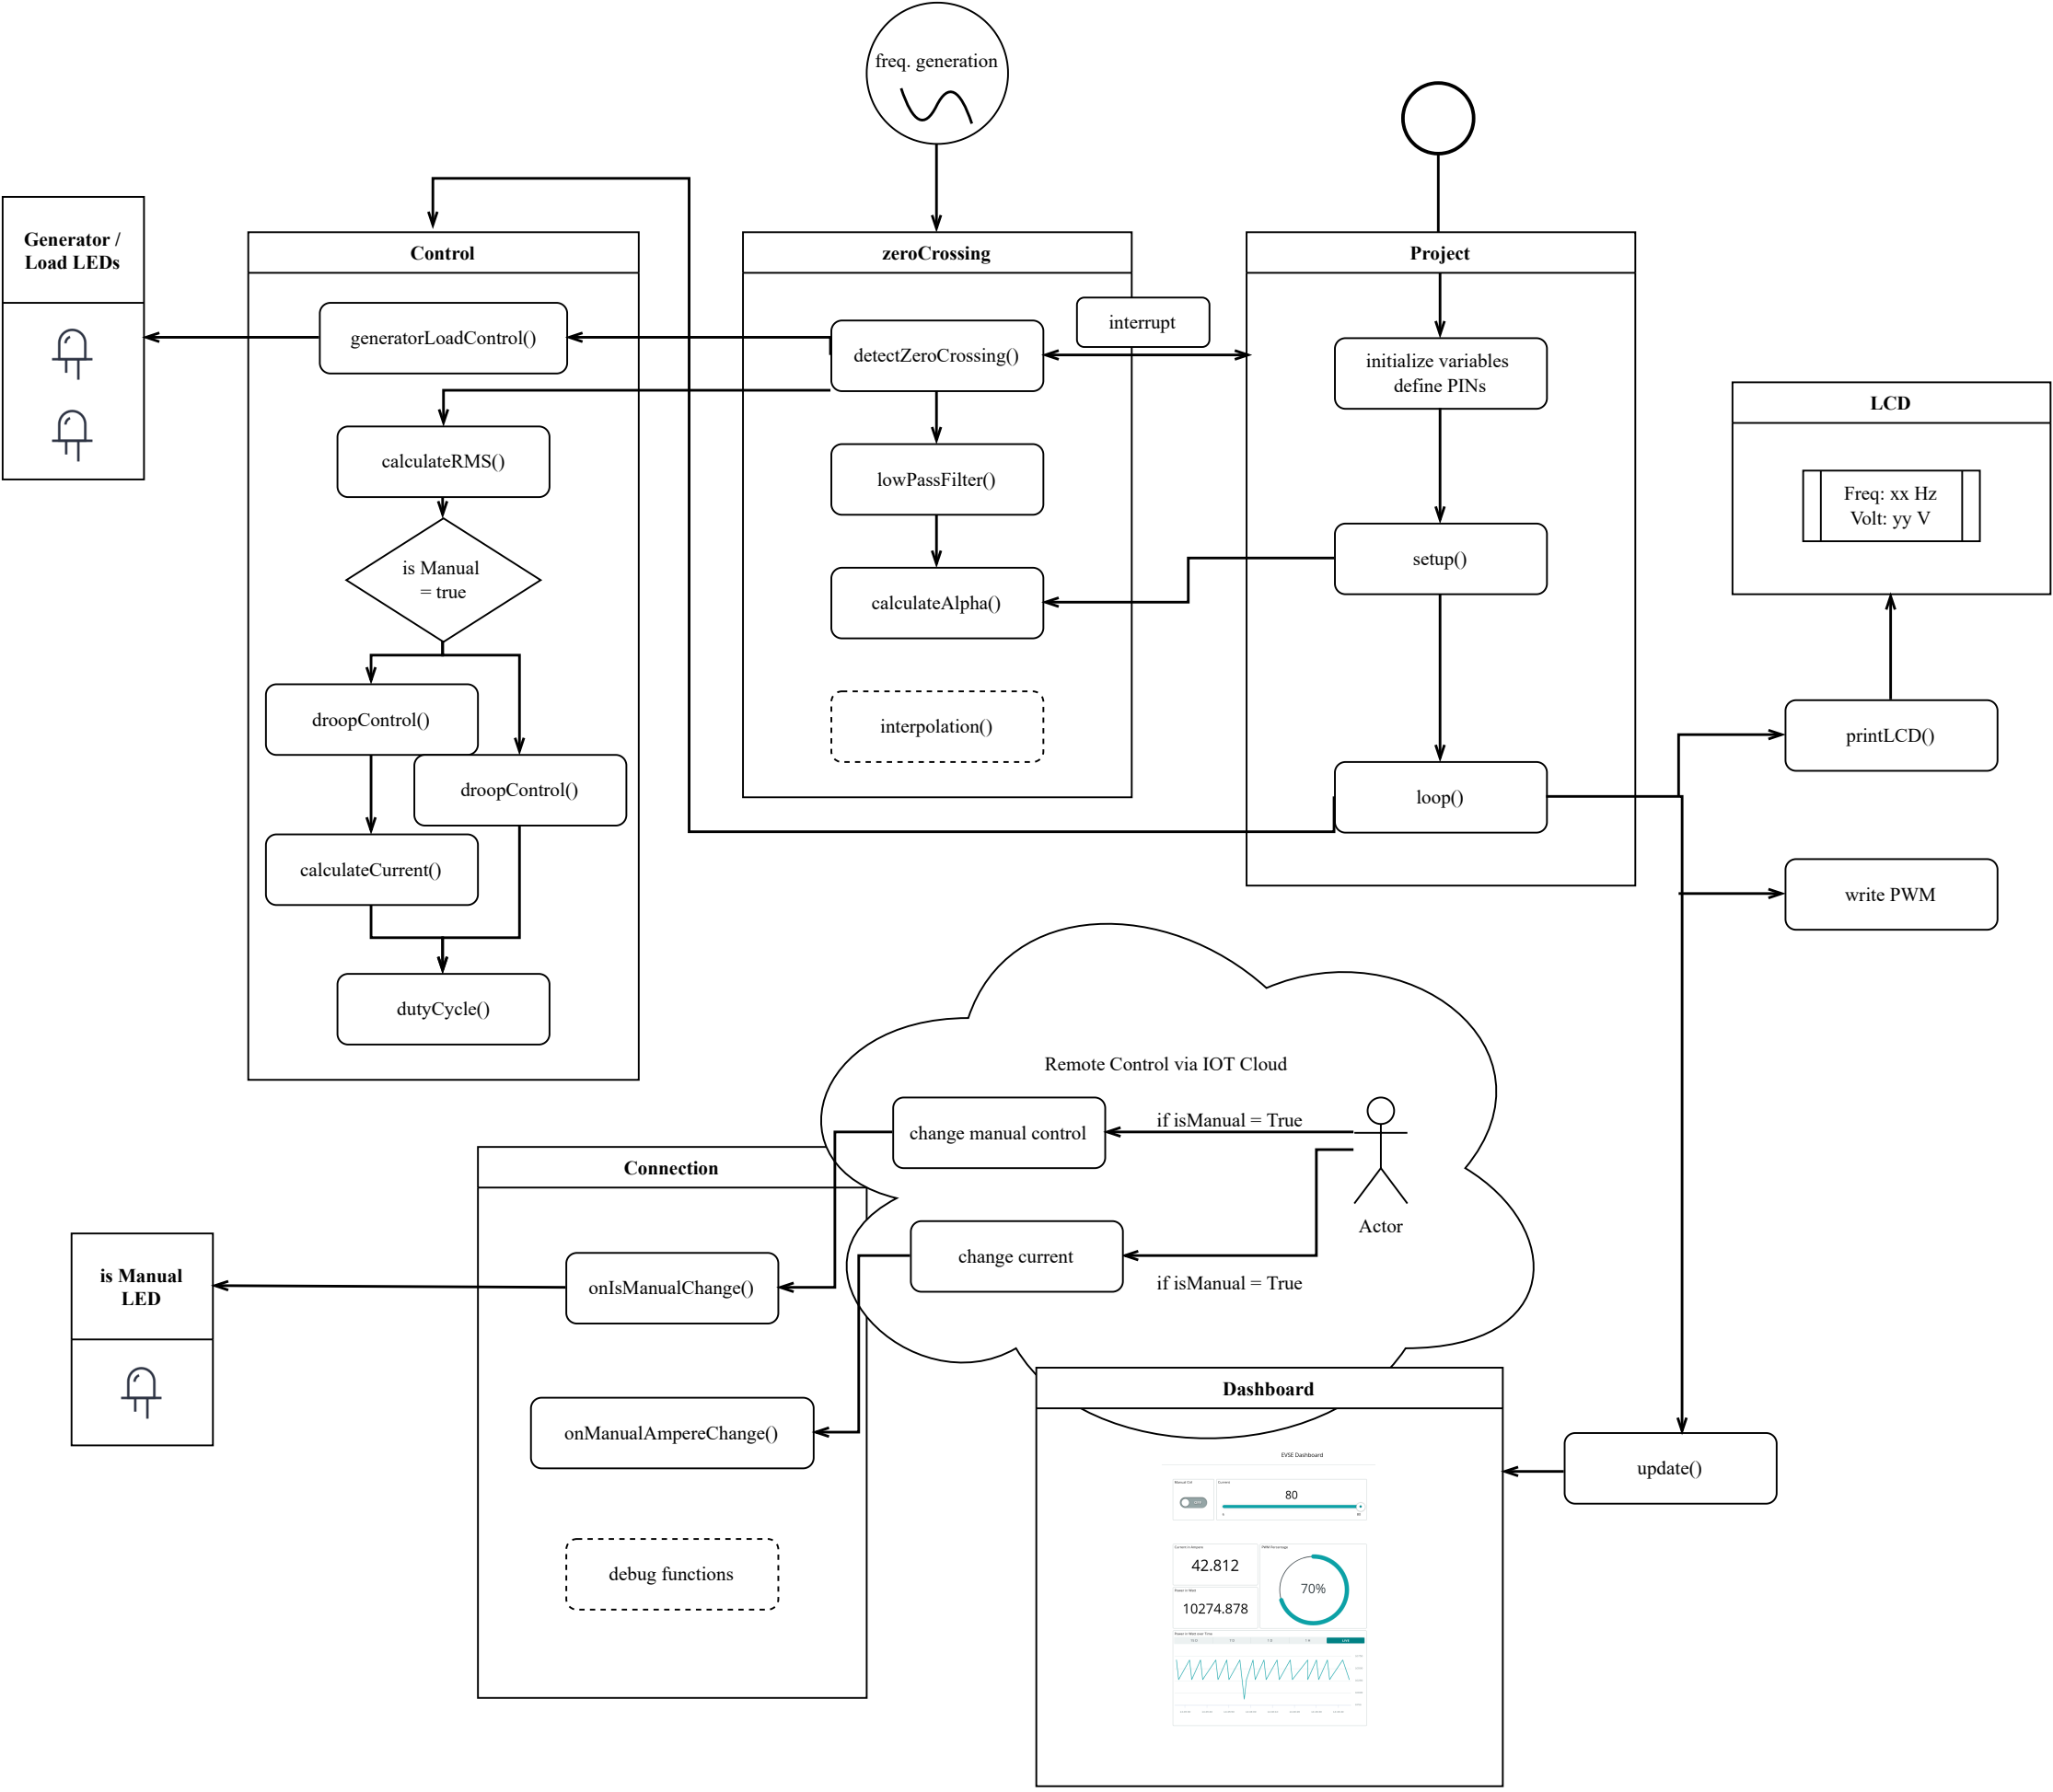 freq. generation
Generator /
Load LEDs
Control
generatorLoadControl()
calculateRMS()
is Manual
= true
droopControl()
droopControl()
calculateCurrent()
dutyCycle()
zeroCrossing
detectZeroCrossing()
interrupt
lowPassFilter()
calculateAlpha()
interpolation()
Project
initialize variables
define PINs
setup()
loop()
LCD
Freq: xx Hz
Volt: yy V
printLCD()
write PWM
Remote Control via IOT Cloud
change manual control
if isManual = True
Actor
change current
if isManual = True
Connection
onIsManualChange()
onManualAmpereChange()
debug functions
is Manual
LED
Dashboard
EVSE Dashboard
Current
80
42.812
PWM Percentage
70%
10274.878
update()